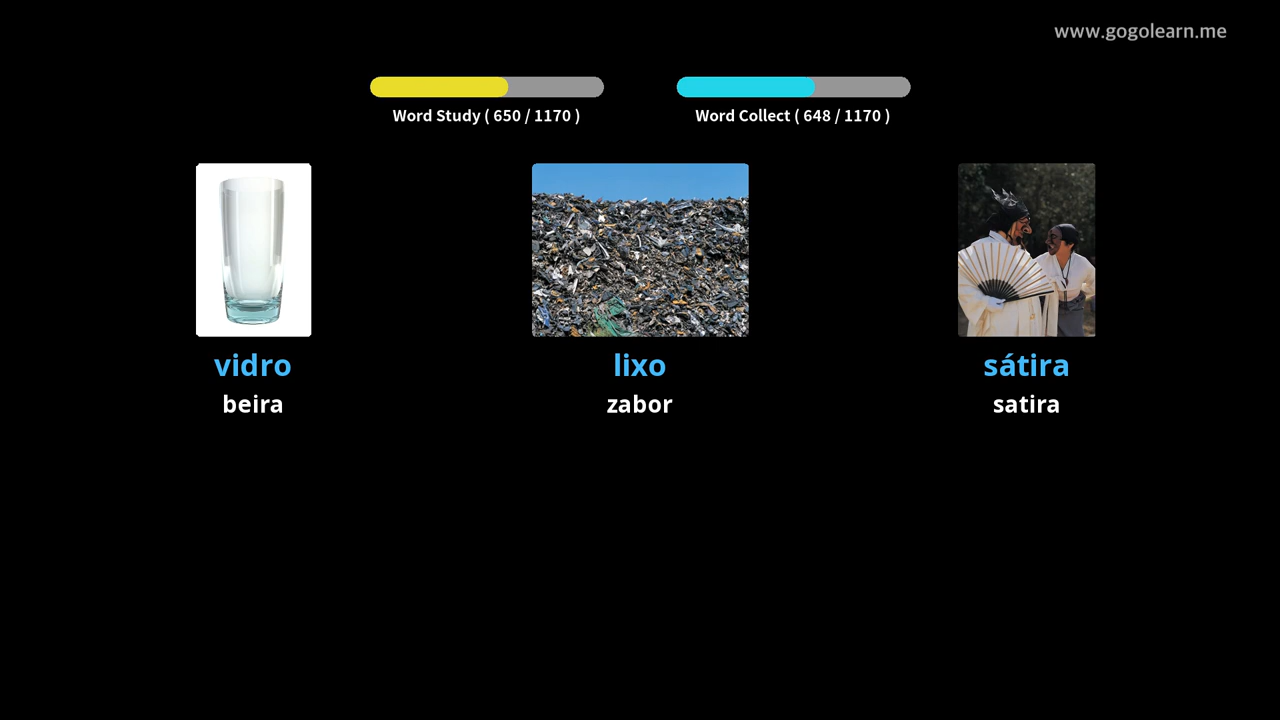 www.gogolearn.me
Word Study ( 650 / 1170 )
Word Collect ( 648 / 1170 )
vidro
beira
lixo
zabor
sátira
satira